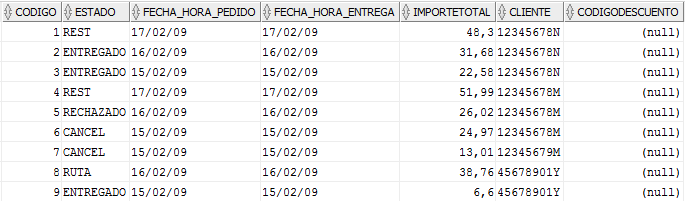 CODIGO ESTADO FECHA_HORA_PEDIDO FECHA_HORA_ENTREGA IMPORTETOTAL CLIENTE CODIGODESCUENTO
1 REST 17/02/09 17/02/09 48,3 12345678N (null)
2 ENTREGADO 16/02/09 16/02/09 31,68 12345678N (null)
3 ENTREGADO 15/02/09 15/02/09 22,58 12345678N (null)
4 REST 17/02/09 17/02/09 51,99 12345678M (null)
5 RECHAZADO 16/02/09 16/02/09 26,02 12345678M (null)
6 CANCEL 15/02/09 15/02/09 24,97 12345678M (null)
7 CANCEL 15/02/09 15/02/09 13,01 12345679M (null)
8 RUTA 16/02/09 16/02/09 38,76 45678901Y (null)
9 ENTREGADO 15/02/09 15/02/09 6,6 45678901Y (null)